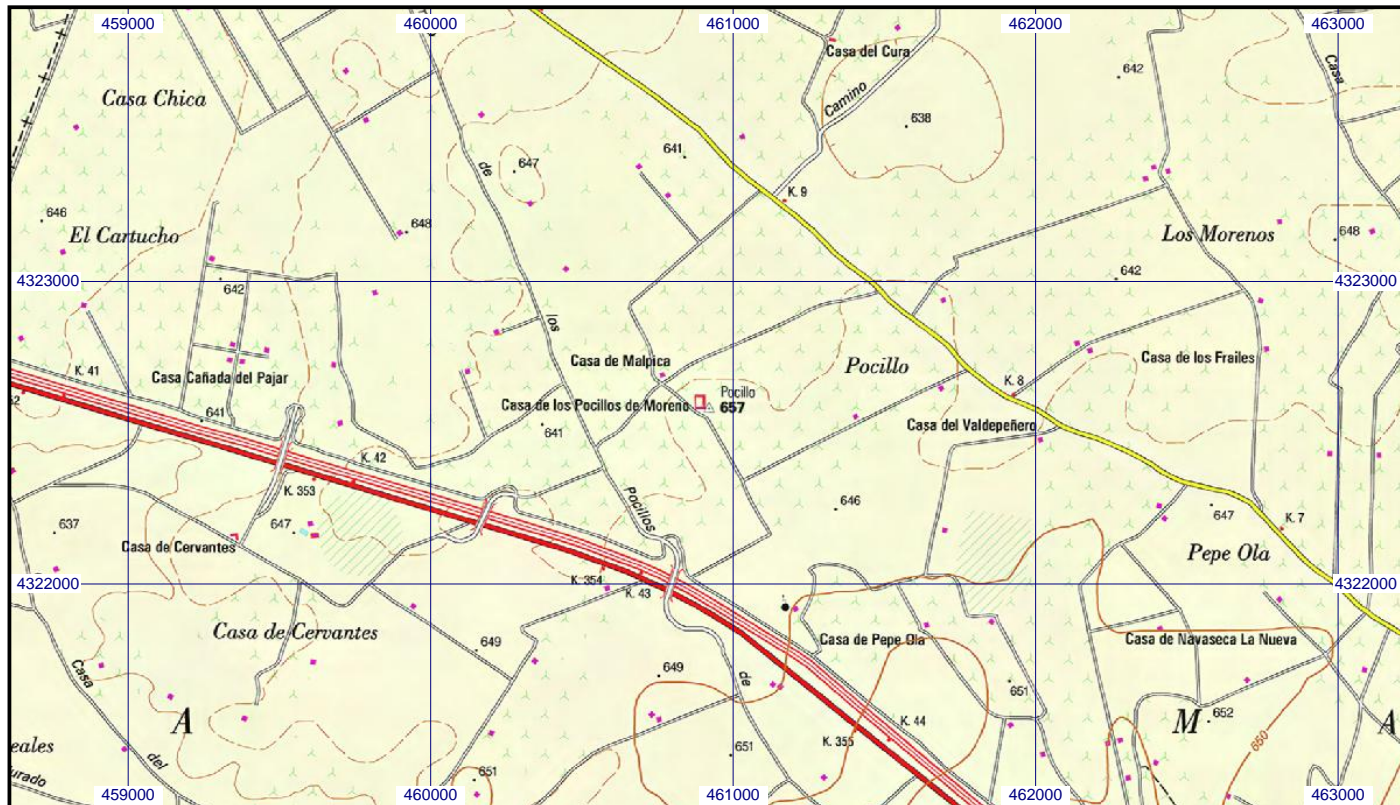 459000
460000
461000
462000
463000
Casa del Cura
Casa
Casa Chica
642
Camino
638
641
647
de
K. 9
646
648
El Cartucho
Los Morenos
648
4323000
4323000
642
642
los
Casa de Malpica
Pocillo
Casa de los Frailes
K. 41
Casa Cañada del Pajar
K. 8
Pocillo
Casa de los Pocillos de Moreno
657
641
641
Casa del Valdepeñero
K. 42
K. 353
Pocillos
646
647
K. 7
637
647
Casa de Cervantes
Pepe Ola
4322000
4322000
K. 354
K. 43
Casa de Cervantes
649
Casa de Pepe Ola
Casa de Navaseca La Nueva
Casa
649
de
651
A
652
M
A
K. 44
K. 355
650
eales
del
651
651
urado
459000
460000
461000
462000
463000